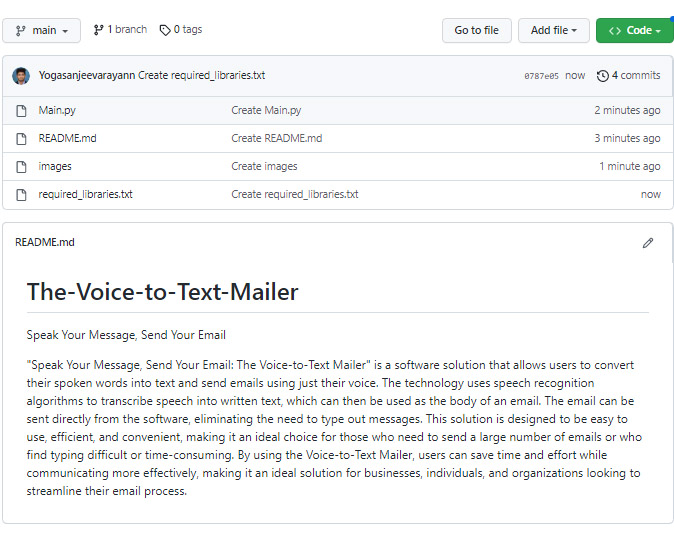 main 1 branch 0 tags Go to file Add file Code
Yogasanjeevarayann Create required_libraries.txt 0787e05 now 4 commits
Main.py Create Main.py 2 minutes ago
README.md Create README.md 3 minutes ago
images Create images 1 minute ago
required_libraries.txt Create required_libraries.txt now
README.md
The-Voice-to-Text-Mailer
Speak Your Message, Send Your Email
"Speak Your Message, Send Your Email: The Voice-to-Text Mailer" is a software solution that allows users to convert
their spoken words into text and send emails using just their voice. The technology uses speech recognition
algorithms to transcribe speech into written text, which can then be used as the body of an email. The email can be
sent directly from the software, eliminating the need to type out messages. This solution is designed to be easy to
use, efficient, and convenient, making it an ideal choice for those who need to send a large number of emails or who
find typing difficult or time-consuming. By using the Voice-to-Text Mailer, users can save time and effort while
communicating more effectively, making it an ideal solution for businesses, individuals, and organizations looking to
streamline their email process.